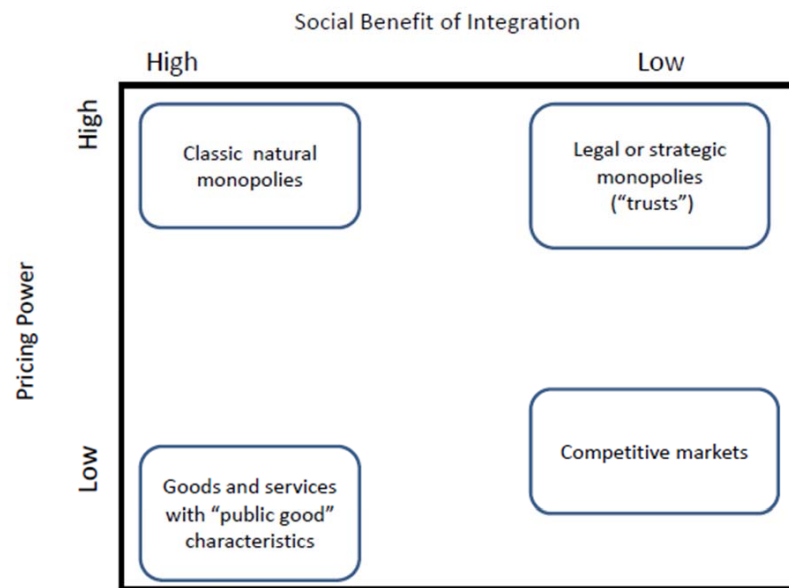 Social Benefit of Integration
High
Low
High
Classic natural
monopolies
Legal or strategic
monopolies
(“trusts”)
Pricing Power
Low
Goods and services
with “public good”
characteristics
Competitive markets